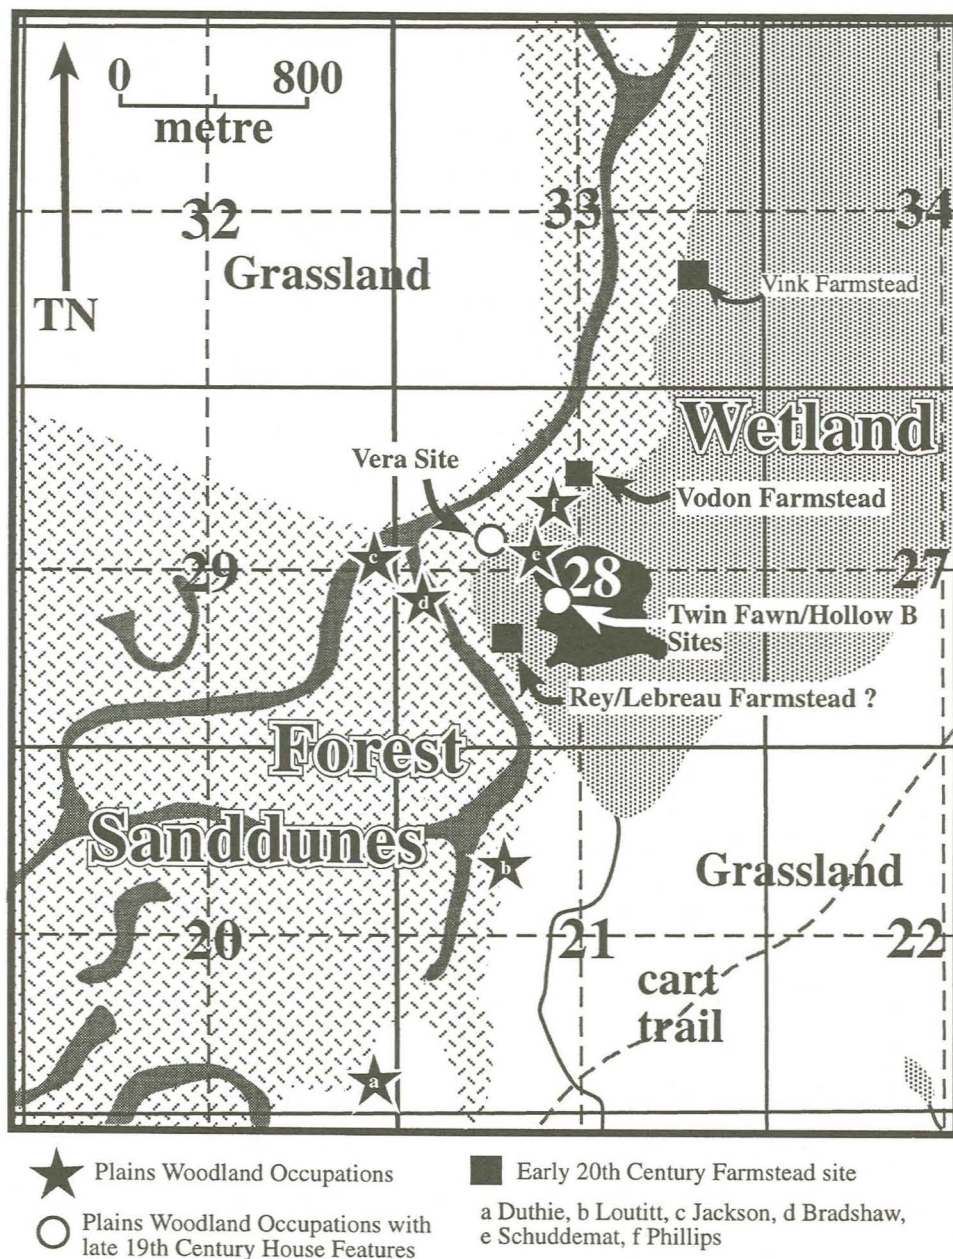 0 800
metre
TN
32
33
34
Grassland
Vink Farmstead
Wetland
Vera Site
Vodon Farmstead
f
c
e
29
28
27
d
Twin Fawn/Hollow B
Sites
Rey/Lebreau Farmstead ?
Forest
Sanddunes
b
Grassland
20
21
22
cart
trail
a
Plains Woodland Occupations
Early 20th Century Farmstead site
Plains Woodland Occupations with
late 19th Century House Features
a Duthie, b Loutitt, c Jackson, d Bradshaw,
e Schuddemat, f Phillips